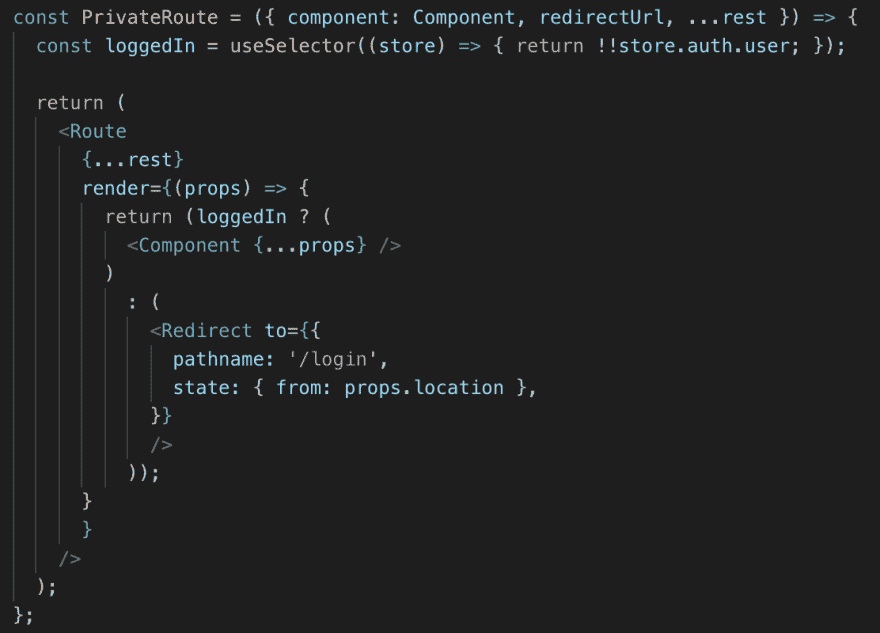 const PrivateRoute = ({ component: Component, redirectUrl, ...rest }) => {
  const loggedIn = useSelector((store) => { return !!store.auth.user; });

  return (
    <Route
      {...rest}
      render={(props) => {
        return (loggedIn ? (
          <Component {...props} />
        )
          : (
            <Redirect to={{
              pathname: '/login',
              state: { from: props.location },
            }}
            />
          ));
      }
      }
    />
  );
};